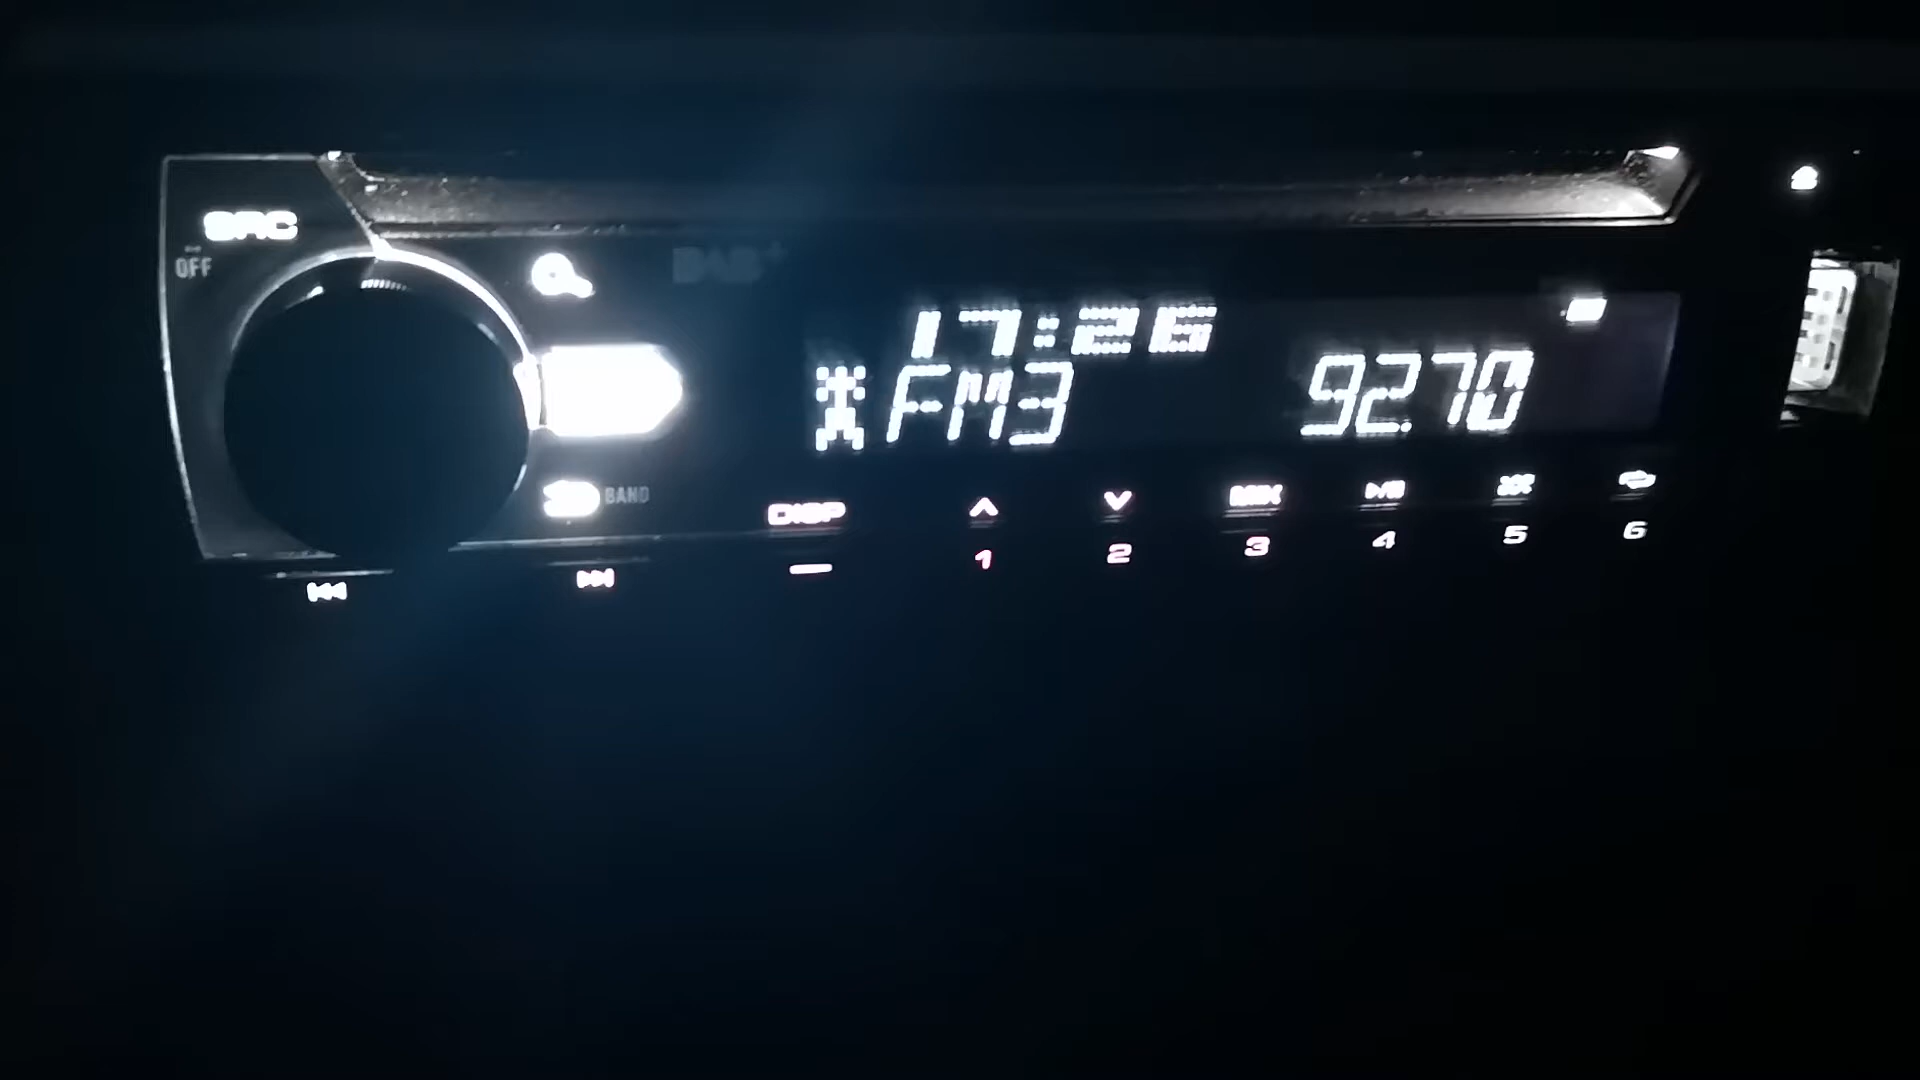 SRC
OFF
DAB+
17:26
FM3 92.70
BAND
DISP
MIX
1 2 3 4 5 6